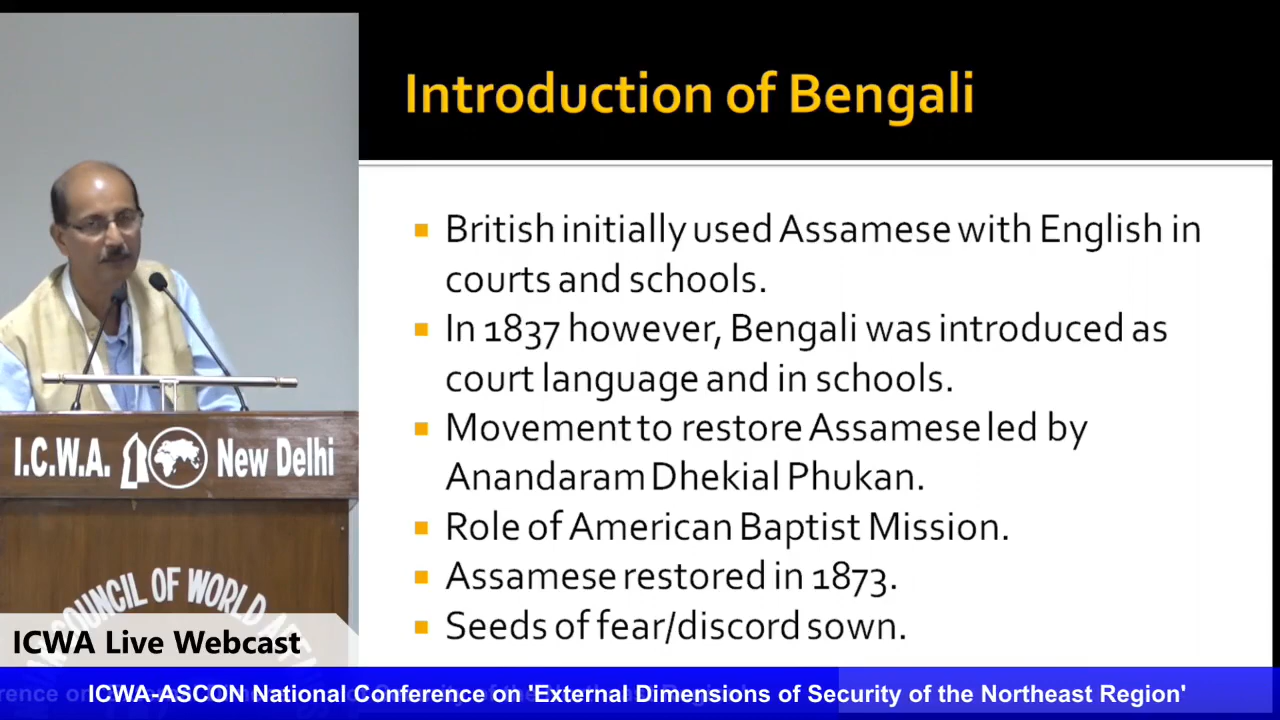 Introduction of Bengali
British initially used Assamese with English in
courts and schools.
In 1837 however, Bengali was introduced as
court language and in schools.
Movement to restore Assamese led by
Anandaram Dhekial Phukan.
Role of American Baptist Mission.
Assamese restored in 1873.
Seeds of fear/discord sown.
I.C.W.A. New Delhi
COUNCIL OF WORLD
ICWA Live Webcast
ICWA-ASCON National Conference on 'External Dimensions of Security of the Northeast Region'